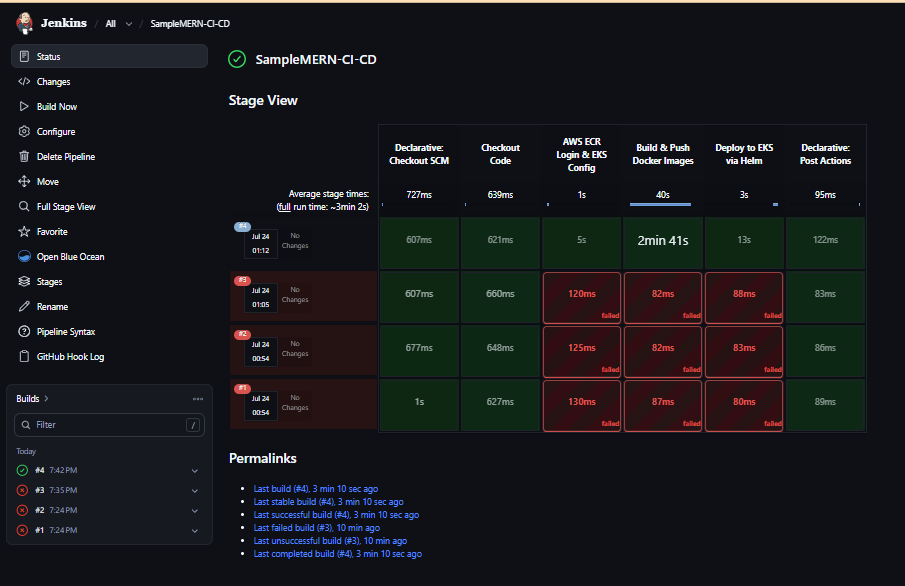 Jenkins / All / SampleMERN-CI-CD
Status
Changes
Build Now
Configure
Delete Pipeline
Move
Full Stage View
Favorite
Open Blue Ocean
Stages
Rename
Pipeline Syntax
GitHub Hook Log
Builds
Filter /
Today
#4 7:42 PM
#3 7:35 PM
#2 7:24 PM
#1 7:24 PM
SampleMERN-CI-CD
Stage View
Declarative: Checkout SCM
Checkout Code
AWS ECR Login & EKS Config
Build & Push Docker Images
Deploy to EKS via Helm
Declarative: Post Actions
Average stage times:
(full run time: ~3min 2s)
727ms 639ms 1s 40s 3s 95ms
#4
Jul 24
01:12
No Changes
607ms 621ms 5s 2min 41s 13s 122ms
#3
Jul 24
01:05
No Changes
607ms 660ms 120ms 82ms 88ms 83ms
failed failed failed
#2
Jul 24
00:54
No Changes
677ms 648ms 125ms 82ms 83ms 86ms
failed failed failed
#1
Jul 24
00:54
No Changes
1s 627ms 130ms 87ms 80ms 89ms
failed failed failed
Permalinks
Last build (#4), 3 min 10 sec ago
Last stable build (#4), 3 min 10 sec ago
Last successful build (#4), 3 min 10 sec ago
Last failed build (#3), 10 min ago
Last unsuccessful build (#3), 10 min ago
Last completed build (#4), 3 min 10 sec ago